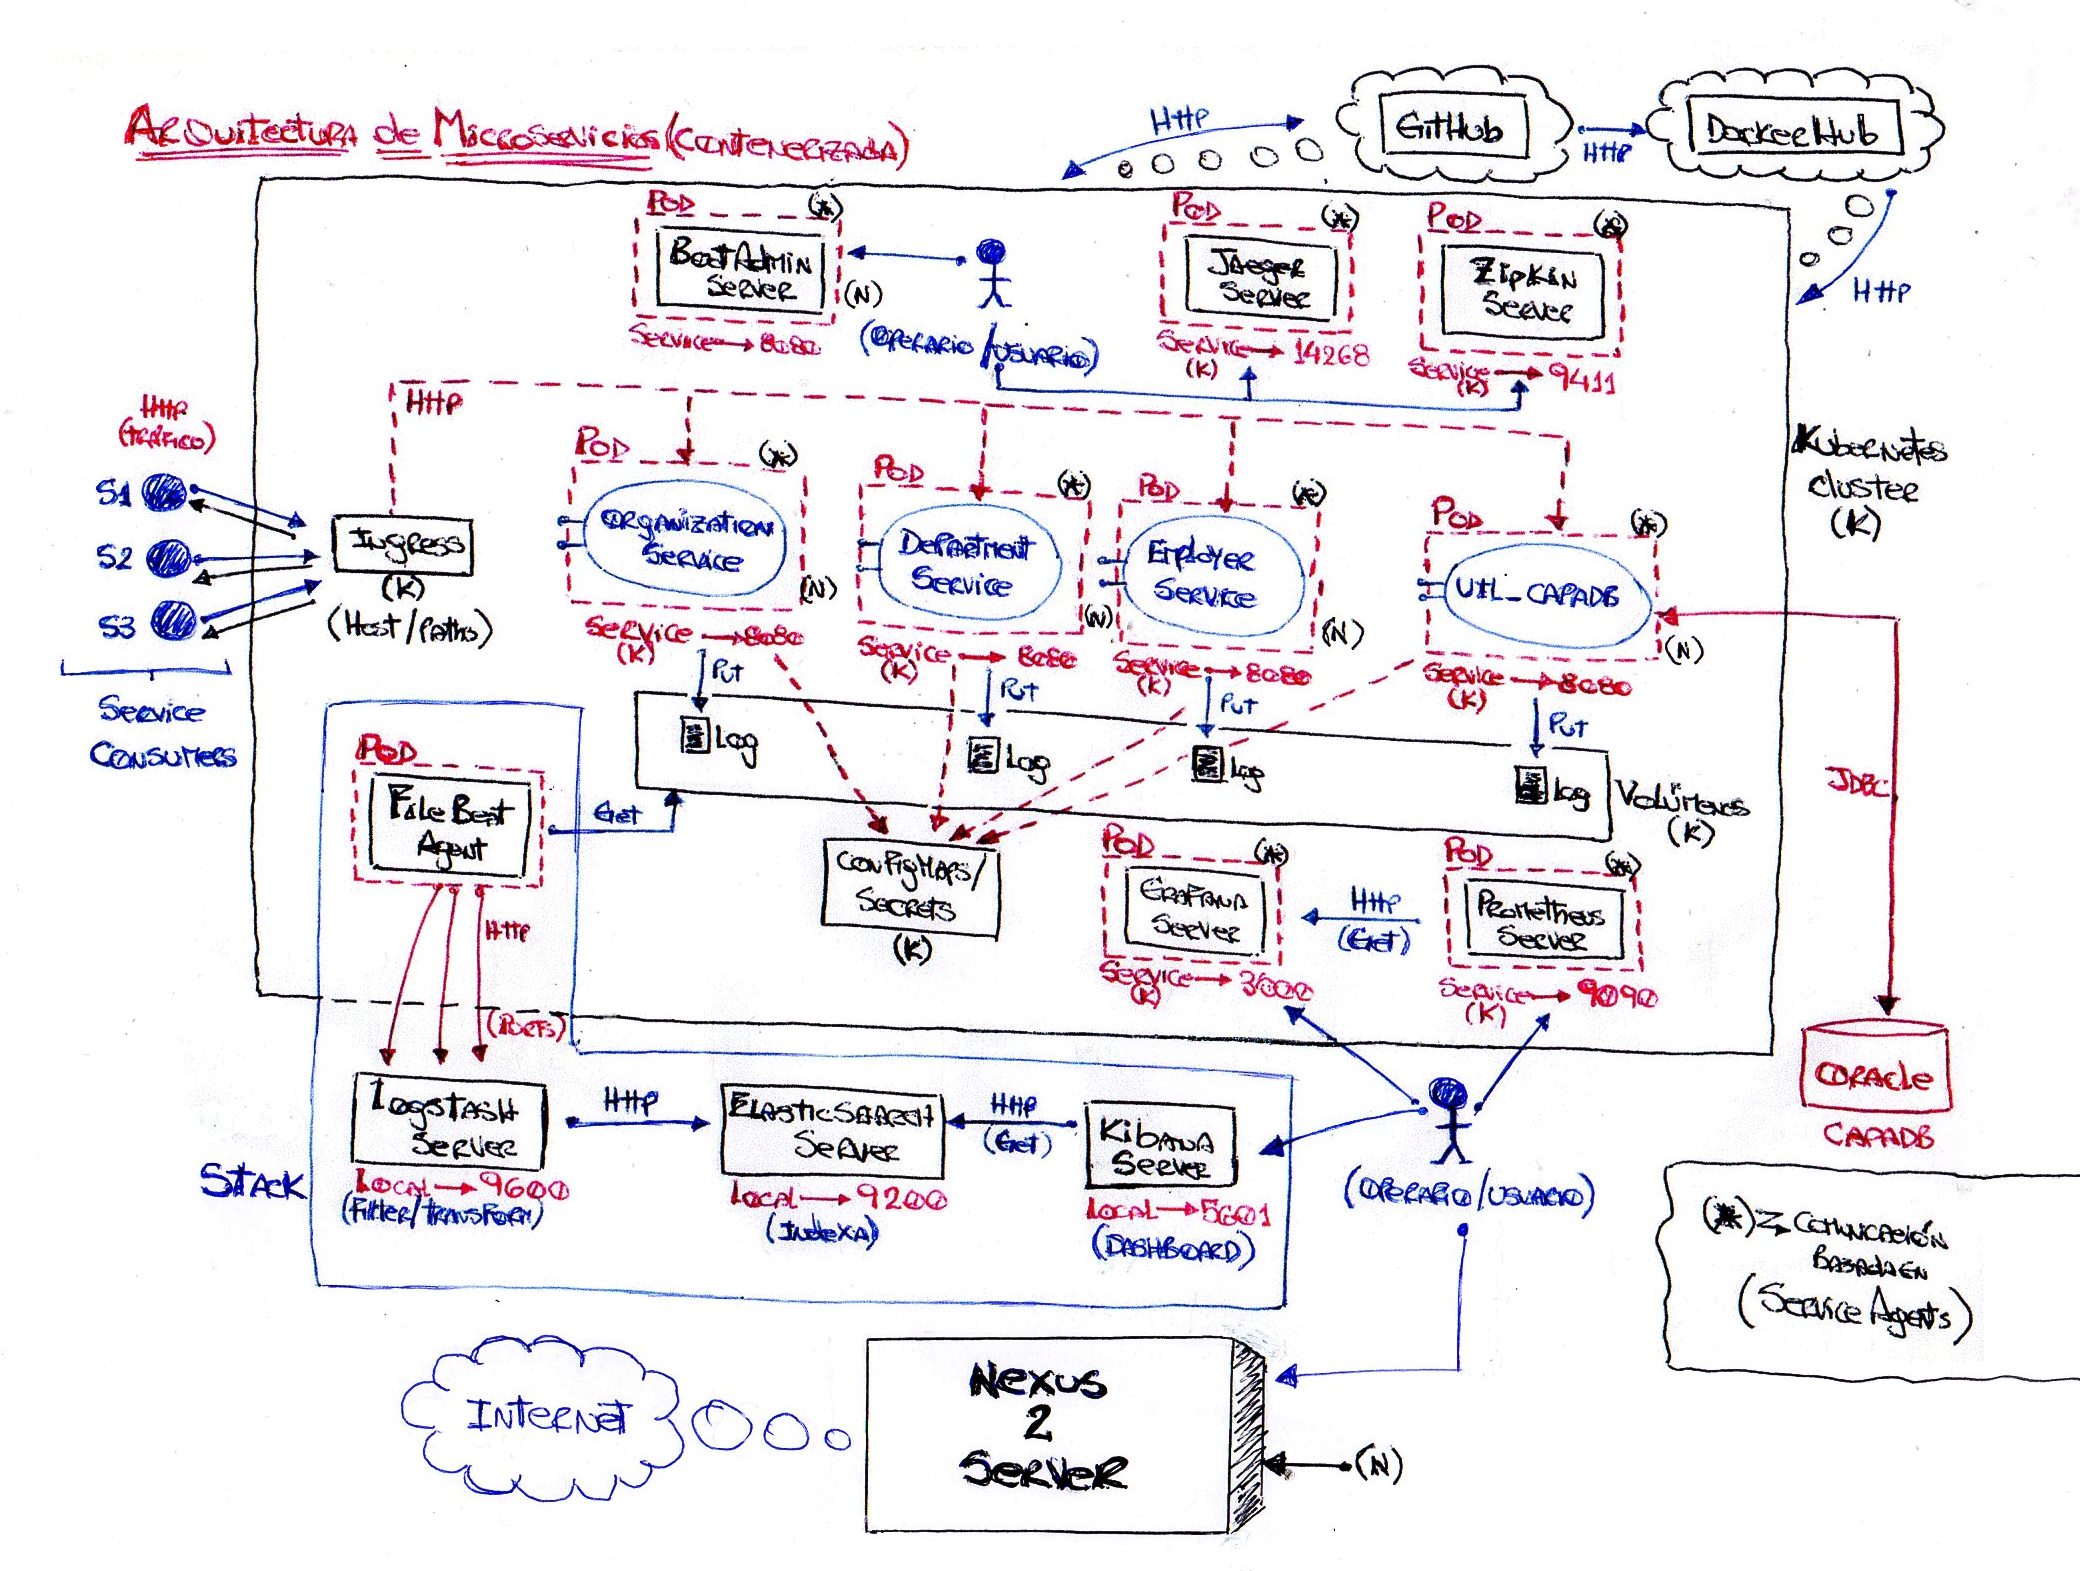 Arquitectura de Microservicios (Contenerizada)
HTTP
GitHub
HTTP
DockerHub
HTTP
POD
(*)
BootAdmin
Server
(N)
Service → 8080
(Operario/Usuario)
POD
(*)
Jaeger
Server
Service → 14268
(K)
POD
(*)
Zipkin
Server
Service → 9411
(K)
Kubernetes
Cluster
(K)
HTTP
(Tráfico)
S1
S2
S3
Service
Consumers
HTTP
Ingress
(K)
(Host/Paths)
POD
(*)
Organization
Service
(N)
Service → 8080
(K)
Put
POD
(*)
Department
Service
(N)
Service → 8080
(K)
Put
POD
(*)
Employer
Service
(N)
Service → 8080
(K)
Put
POD
(*)
Util_CAPADB
(N)
Service → 8080
(K)
Put
Log
Log
Log
Log
Volúmenes
(K)
JDBC
POD
FileBeat
Agent
Get
HTTP
(Ports)
ConfigMaps/
Secrets
(K)
POD
(*)
Grafana
Server
Service → 3000
(K)
HTTP
(Get)
POD
(*)
Prometheus
Server
Service → 9090
(K)
Oracle
CAPADB
Stack
Logstash
Server
Local → 9600
(Filter/Transform)
HTTP
ElasticSearch
Server
Local → 9200
(Indexa)
HTTP
(Get)
Kibana
Server
Local → 5601
(Dashboard)
(Operario/Usuario)
(*) Comunicación
Basada en
(Service Agents)
Internet
Nexus
2
Server
(N)